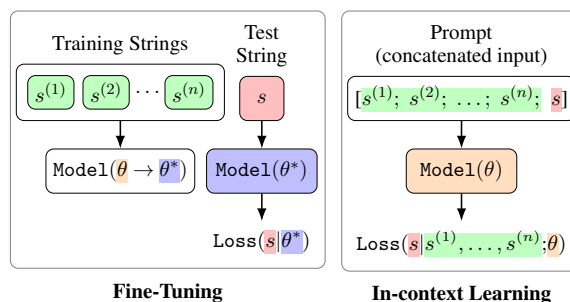 Training Strings
s^(1) s^(2) ··· s^(n)
Model(θ → θ*)
Test
String
s
Model(θ*)
Loss(s|θ*)
Fine-Tuning
Prompt
(concatenated input)
[s^(1); s^(2); …; s^(n); s]
Model(θ)
Loss(s|s^(1),…,s^(n);θ)
In-context Learning